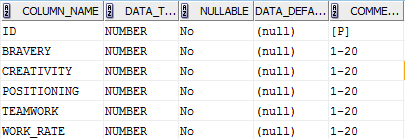 COLUMN_NAME DATA_T... NULLABLE DATA_DEFA... COMME...
ID NUMBER No (null) [P]
BRAVERY NUMBER No (null) 1-20
CREATIVITY NUMBER No (null) 1-20
POSITIONING NUMBER No (null) 1-20
TEAMWORK NUMBER No (null) 1-20
WORK_RATE NUMBER No (null) 1-20